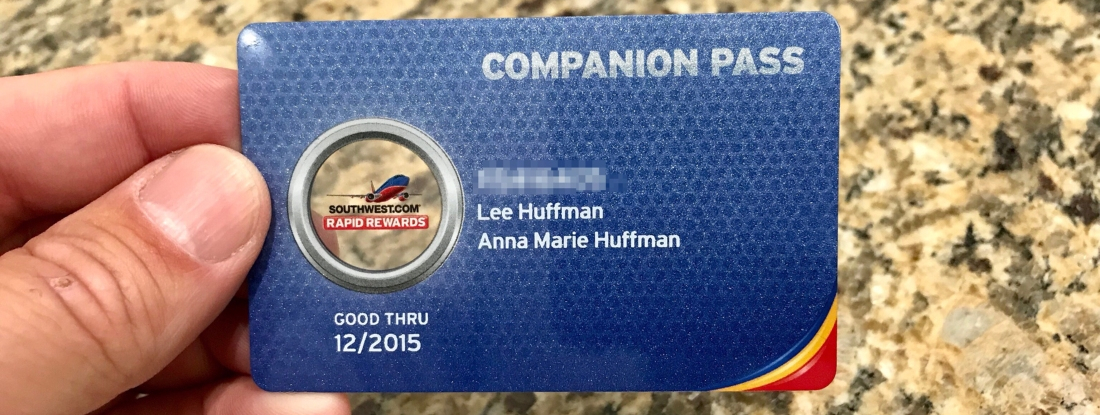 COMPANION PASS
Lee Huffman
Anna Marie Huffman
SOUTHWEST.COM
RAPID REWARDS
GOOD THRU
12/2015